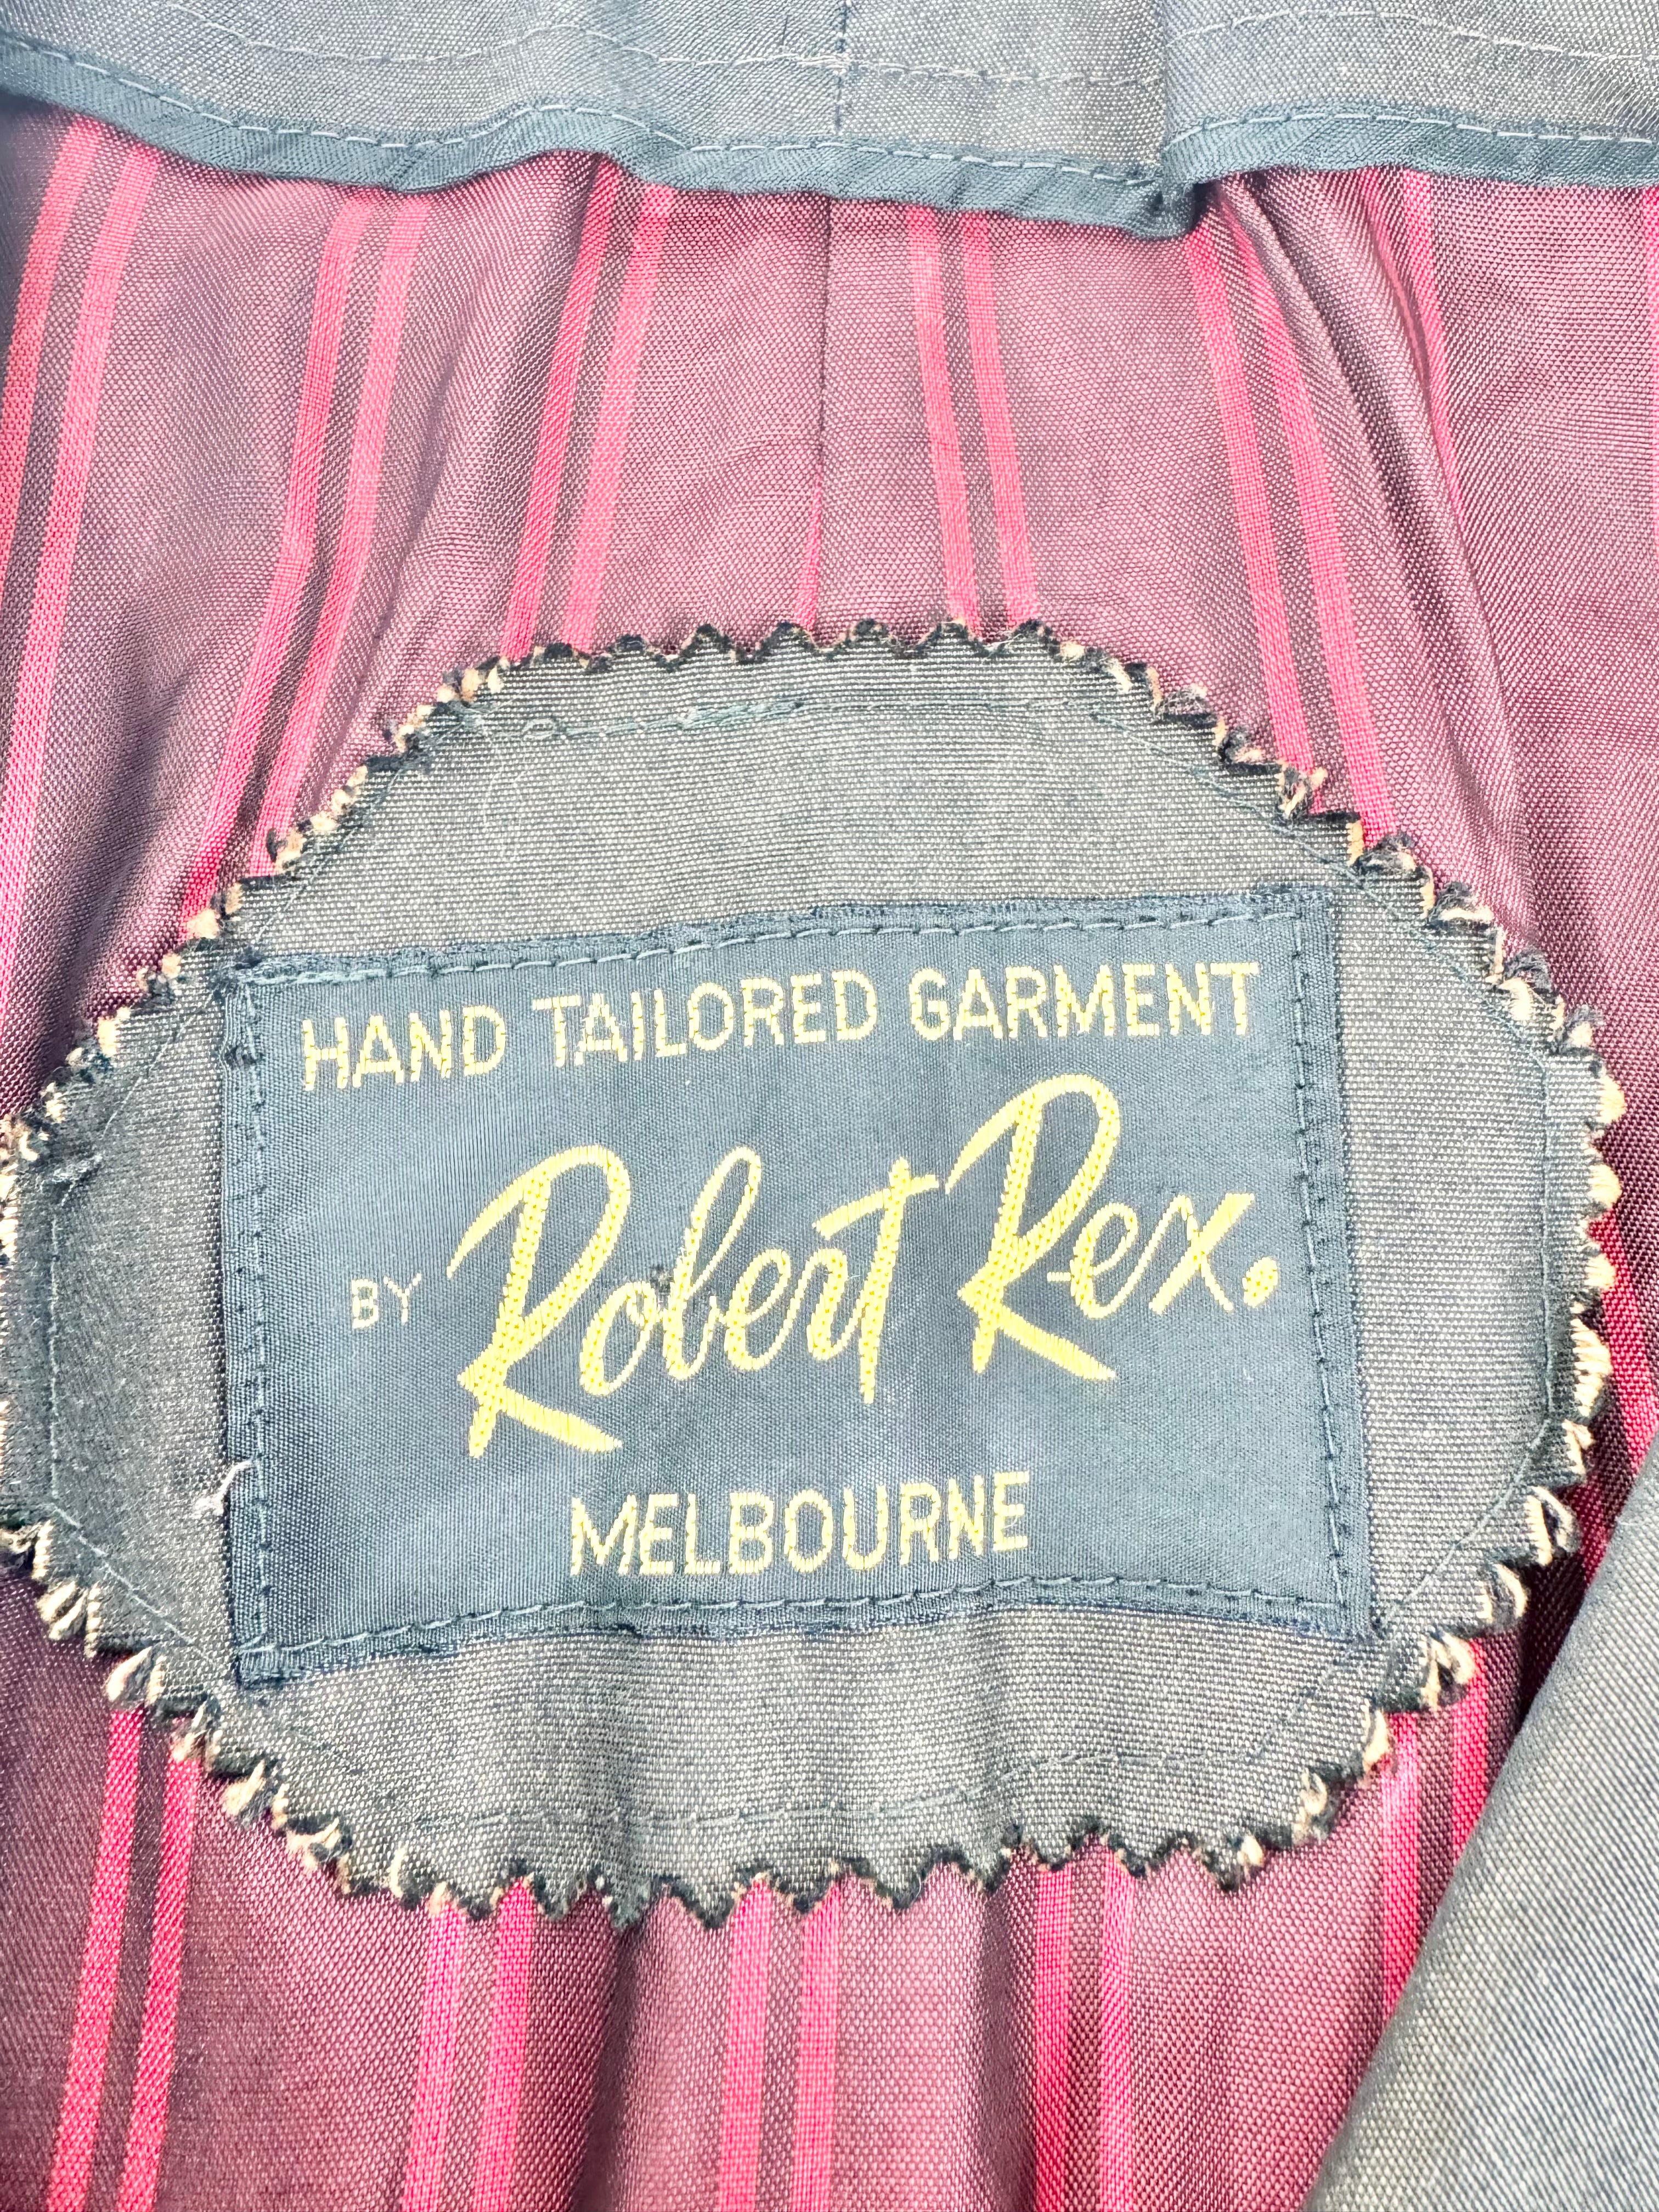 HAND TAILORED GARMENT
BY Robert Rex.
MELBOURNE